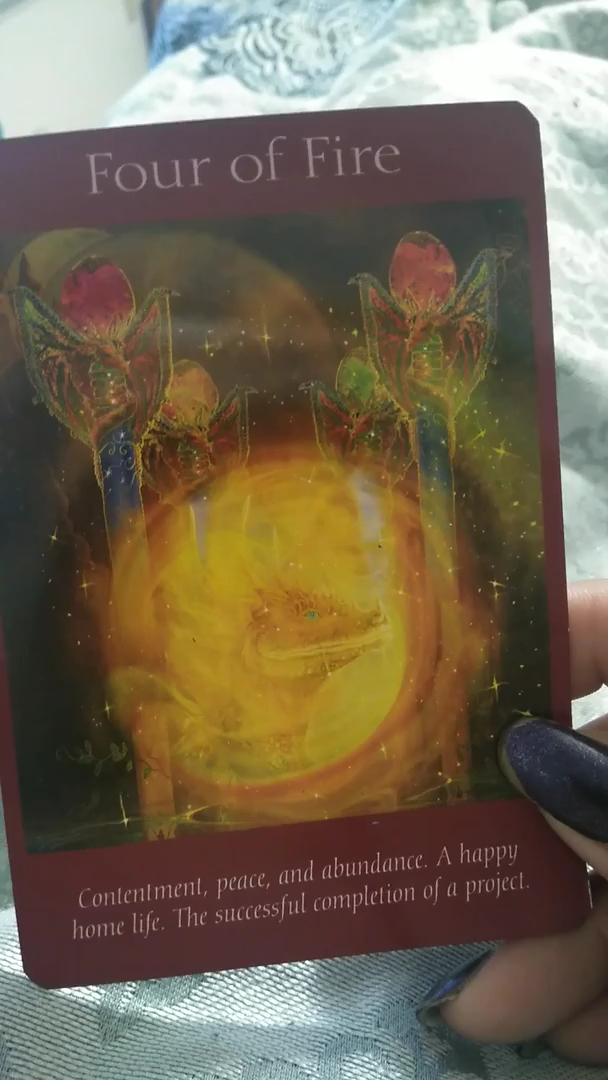 Four of Fire
Contentment, peace, and abundance. A happy
home life. The successful completion of a project.